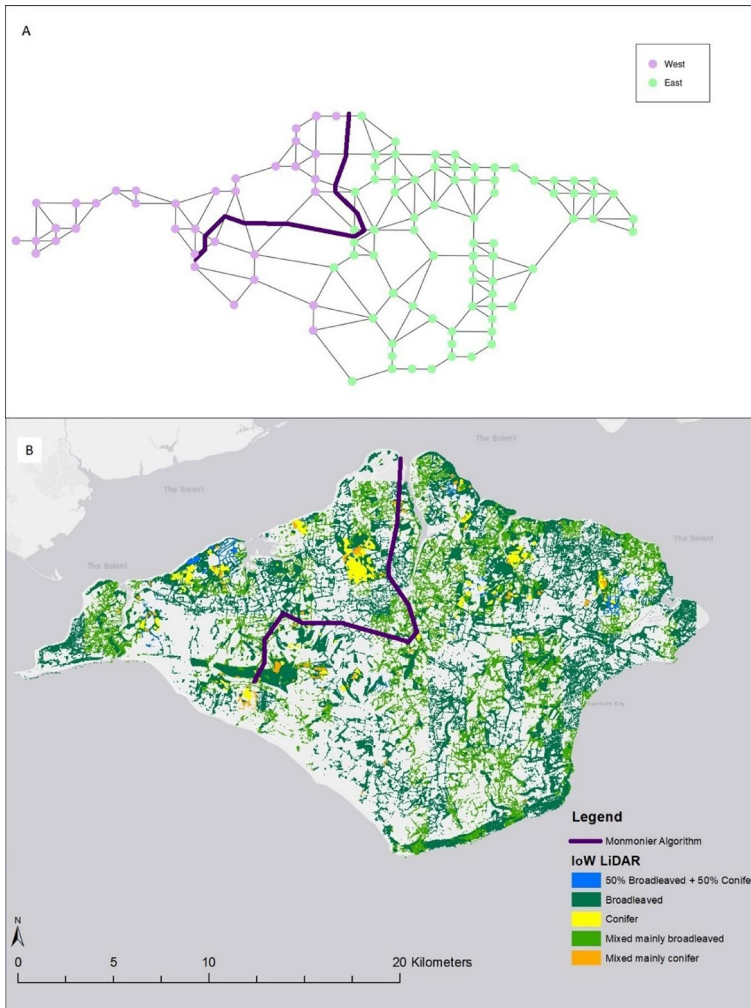 A
West
East
B
The Solent
The Solent
The Solent
The Solent
Legend
Monmonier Algorithm
IoW LiDAR
50% Broadleaved + 50% Conife
Broadleaved
Conifer
Mixed mainly broadleaved
Mixed mainly conifer
N
0 5 10 20 Kilometers